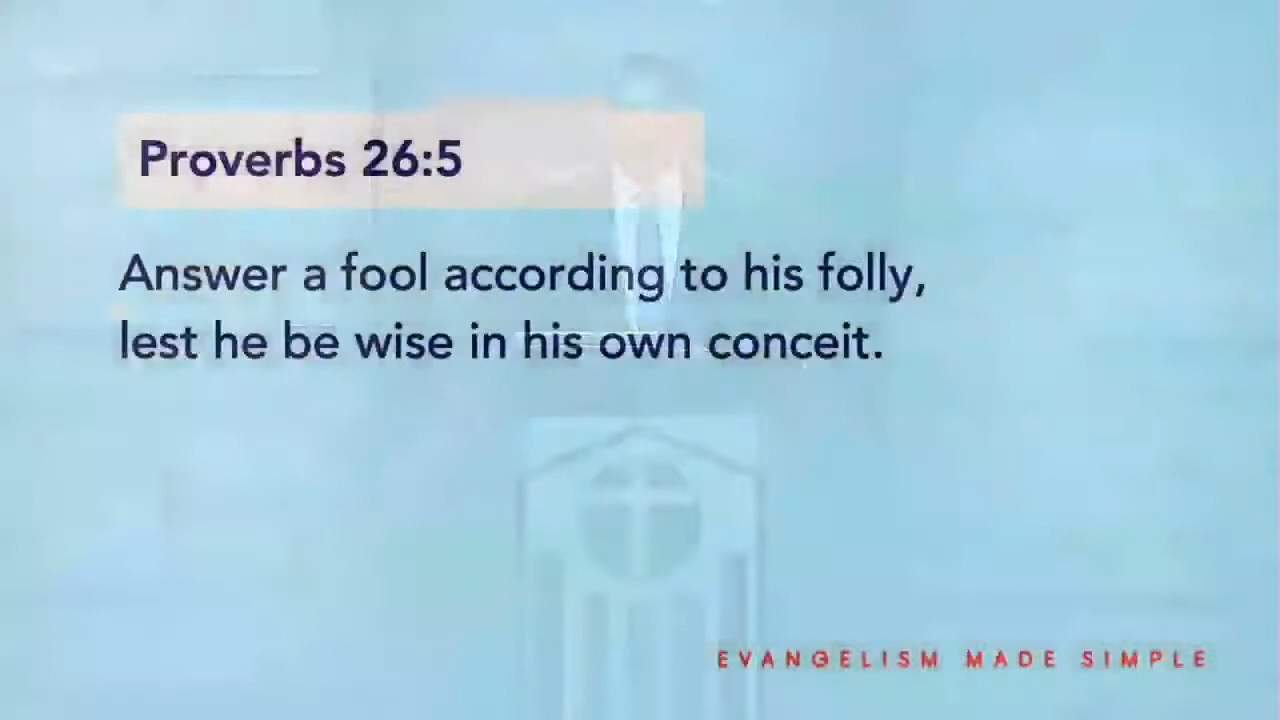 Proverbs 26:5
Answer a fool according to his folly,
lest he be wise in his own conceit.
EVANGELISM MADE SIMPLE